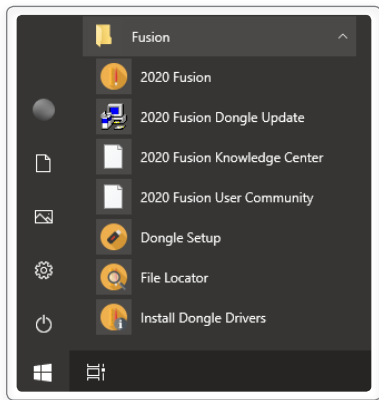 Fusion
2020 Fusion
2020 Fusion Dongle Update
2020 Fusion Knowledge Center
2020 Fusion User Community
Dongle Setup
File Locator
Install Dongle Drivers